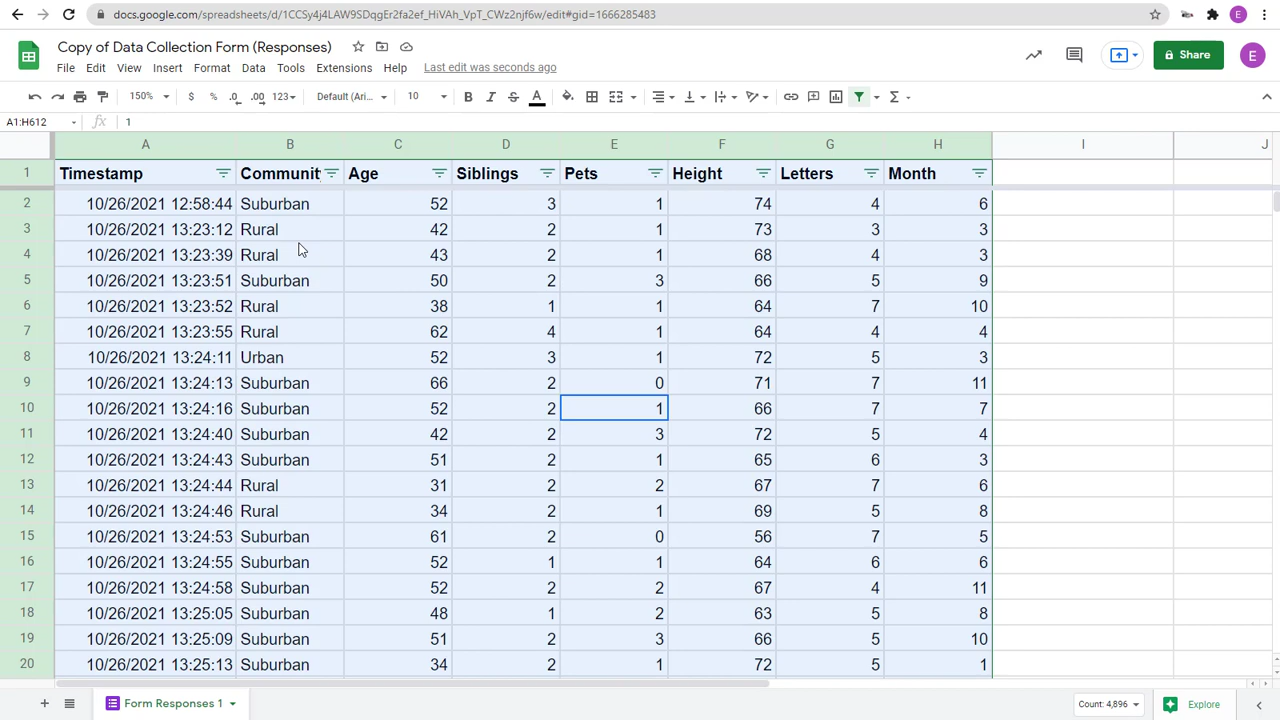 docs.google.com/spreadsheets/d/1CCSy4j4LAW9SDqgEr2fa2ef_HiVAh_VpT_CWz2njf6w/edit#gid=1666285483
E
Copy of Data Collection Form (Responses)
Share
E
File Edit View Insert Format Data Tools Extensions Help Last edit was seconds ago
150% $ % .0 .00 123 Default (Ari... 10 B I S A
A1:H612 fx 1
A B C D E F G H I J
1 Timestamp Communit Age Siblings Pets Height Letters Month
2 10/26/2021 12:58:44 Suburban 52 3 1 74 4 6
3 10/26/2021 13:23:12 Rural 42 2 1 73 3 3
4 10/26/2021 13:23:39 Rural 43 2 1 68 4 3
5 10/26/2021 13:23:51 Suburban 50 2 3 66 5 9
6 10/26/2021 13:23:52 Rural 38 1 1 64 7 10
7 10/26/2021 13:23:55 Rural 62 4 1 64 4 4
8 10/26/2021 13:24:11 Urban 52 3 1 72 5 3
9 10/26/2021 13:24:13 Suburban 66 2 0 71 7 11
10 10/26/2021 13:24:16 Suburban 52 2 1 66 7 7
11 10/26/2021 13:24:40 Suburban 42 2 3 72 5 4
12 10/26/2021 13:24:43 Suburban 51 2 1 65 6 3
13 10/26/2021 13:24:44 Rural 31 2 2 67 7 6
14 10/26/2021 13:24:46 Rural 34 2 1 69 5 8
15 10/26/2021 13:24:53 Suburban 61 2 0 56 7 5
16 10/26/2021 13:24:55 Suburban 52 1 1 64 6 6
17 10/26/2021 13:24:58 Suburban 52 2 2 67 4 11
18 10/26/2021 13:25:05 Suburban 48 1 2 63 5 8
19 10/26/2021 13:25:09 Suburban 51 2 3 66 5 10
20 10/26/2021 13:25:13 Suburban 34 2 1 72 5 1
Form Responses 1 Count: 4,896 Explore